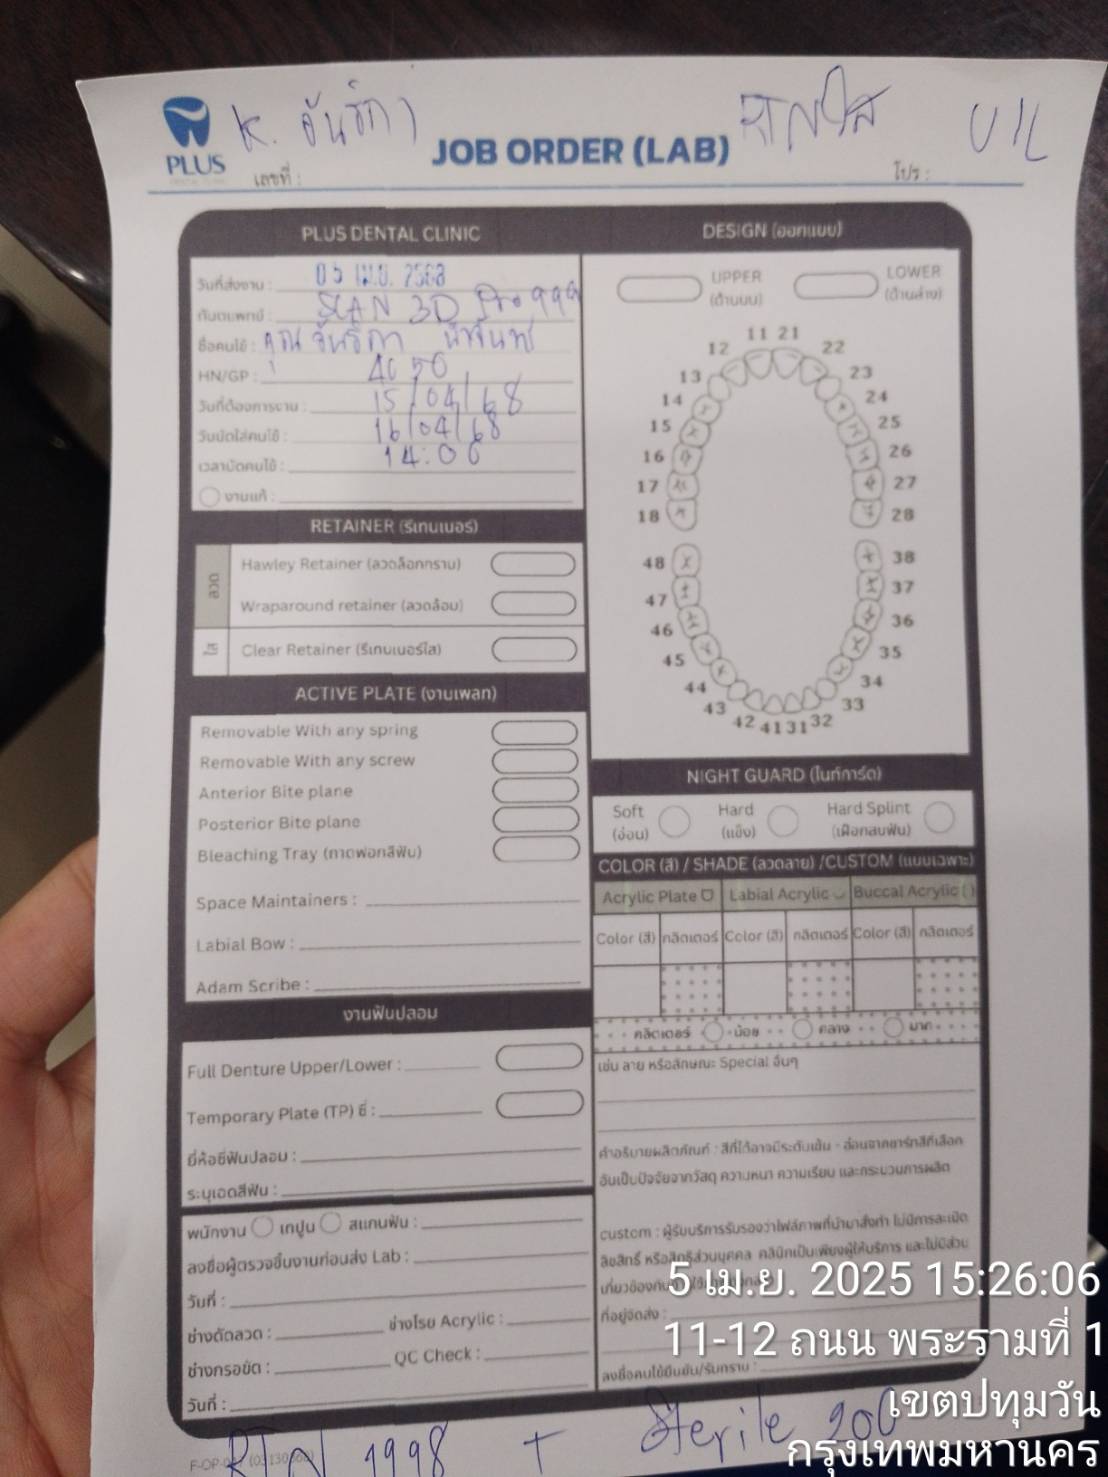 K. จันธิกา
RTN ใส
U/L
PLUS
DENTAL CLINIC
JOB ORDER (LAB)
เลขที่ :
โปร :
PLUS DENTAL CLINIC
วันที่ส่งงาน : 05 เม.ย. 2568
ทันตแพทย์ : SCAN 3D Pro 999
ชื่อคนไข้ : คุณ จันธิกา
HN/GP : 4050
วันที่ต้องการงาน : 15/04/68
วันนัดใส่คนไข้ : 16/04/68
เวลานัดคนไข้ : 14:00
งานแก้ :
DESIGN (ออกแบบ)
UPPER
(ด้านบน)
LOWER
(ด้านล่าง)
11 21
12 22
13 23
14 24
15 25
16 26
17 27
18 28
48 38
47 37
46 36
45 35
44 34
43 33
42 41 31 32
RETAINER (รีเทนเนอร์)
ลวด
Hawley Retainer (ลวดล็อกกราม)
Wraparound retainer (ลวดล้อม)
ใส
Clear Retainer (รีเทนเนอร์ใส)
ACTIVE PLATE (งานเพลท)
Removable With any spring
Removable With any screw
Anterior Bite plane
Posterior Bite plane
Bleaching Tray (ถาดฟอกสีฟัน)
Space Maintainers :
Labial Bow :
Adam Scribe :
NIGHT GUARD (ไนท์การ์ด)
Soft
(อ่อน)
Hard
(แข็ง)
Hard Splint
(เฝือกสบฟัน)
COLOR (สี) / SHADE (ลวดลาย) /CUSTOM (แบบเฉพาะ)
Acrylic Plate Labial Acrylic Buccal Acrylic ( )
Color (สี) กลิตเตอร์ Color (สี) กลิตเตอร์ Color (สี) กลิตเตอร์
กลิตเตอร์ น้อย กลาง มาก
เช่น ลาย หรือลักษณะ Special อื่นๆ
งานฟันปลอม
Full Denture Upper/Lower :
Temporary Plate (TP) ซี่ :
ยี่ห้อซี่ฟันปลอม :
ระบุเฉดสีฟัน :
คำอธิบายผลิตภัณฑ์ : สีที่ได้อาจมีระดับเข้ม - อ่อนจากชาร์ทสีที่เลือก
อันเป็นปัจจัยจากวัสดุ ความหนา ความเรียบ และกระบวนการผลิต
พนักงาน เทปูน สแกนฟัน :
ลงชื่อผู้ตรวจชิ้นงานก่อนส่ง Lab :
วันที่ :
ช่างดัดลวด : ช่างโรย Acrylic :
ช่างกรอขัด : QC Check :
วันที่ :
custom : ผู้รับบริการรับรองว่าไฟล์ภาพที่นำมาสั่งทำ ไม่มีการละเมิด
ลิขสิทธิ์ หรือสิทธิส่วนบุคคล คลินิกเป็นเพียงผู้ให้บริการ และไม่มีส่วน
ที่อยู่จัดส่ง :
ลงชื่อคนไข้ยืนยัน/รับทราบ :
5 เม.ย. 2025 15:26:06
11-12 ถนน พระรามที่ 1
เขตปทุมวัน
กรุงเทพมหานคร
RTN 1998 + Sterile 200